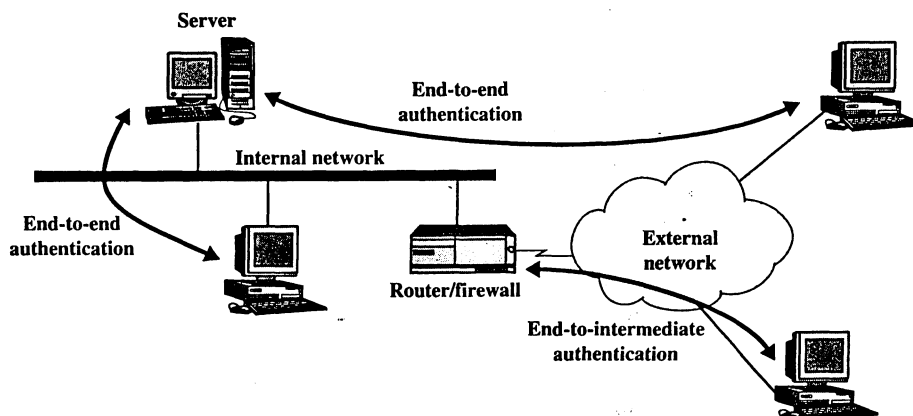 Server
End-to-end
authentication
Internal network
End-to-end
authentication
External
network
Router/firewall
End-to-intermediate
authentication